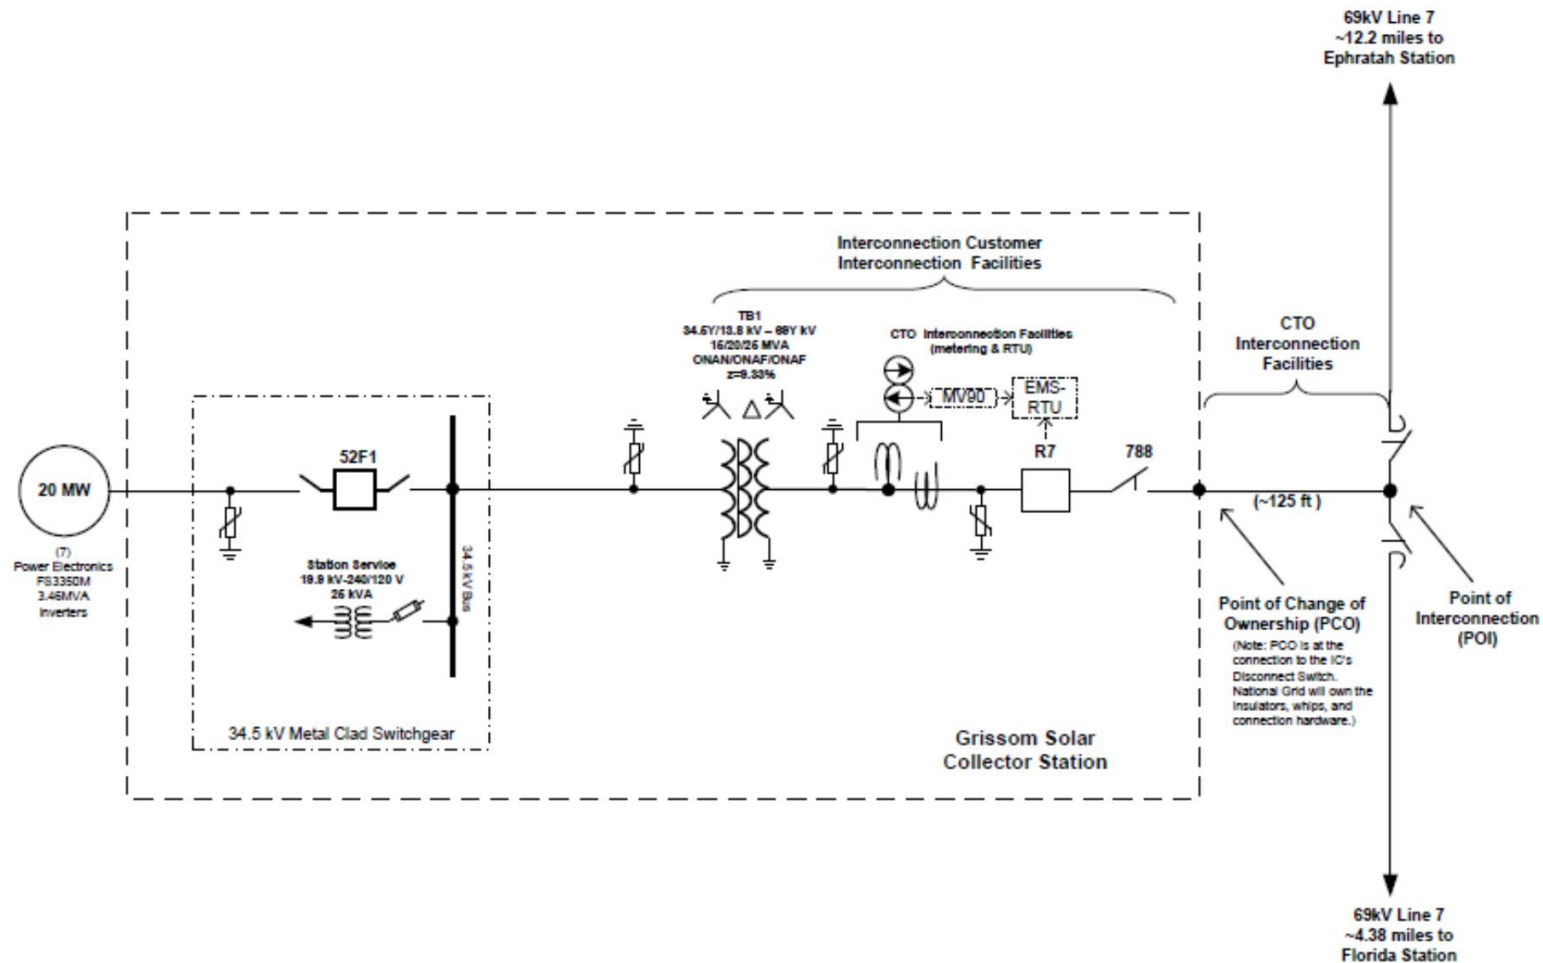 69kV Line 7
~12.2 miles to
Ephratah Station
Interconnection Customer
Interconnection Facilities
TB1
34.5Y/13.8 kV – 69Y kV
15/20/25 MVA
ONAN/ONAF/ONAF
z=9.33%
CTO Interconnection Facilities
(metering & RTU)
MV90
EMS-
RTU
CTO
Interconnection
Facilities
52F1
R7
788
20 MW
(7)
Power Electronics
FS3350M
3.46MVA
Inverters
Station Service
19.9 kV-240/120 V
25 kVA
34.5 kV Bus
34.5 kV Metal Clad Switchgear
(~125 ft )
Point of Change of
Ownership (PCO)
(Note: PCO is at the
connection to the IC's
Disconnect Switch.
National Grid will own the
insulators, whips, and
connection hardware.)
Point of
Interconnection
(POI)
Grissom Solar
Collector Station
69kV Line 7
~4.38 miles to
Florida Station